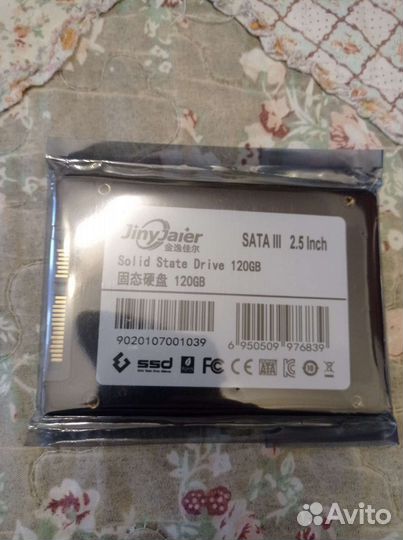 JinyJaier
金逸佳尔
SATA III 2.5 Inch
Solid State Drive 120GB
固态硬盘 120GB
9020107001039
6 950509 976839
ssd
FC CE SATA
Avito